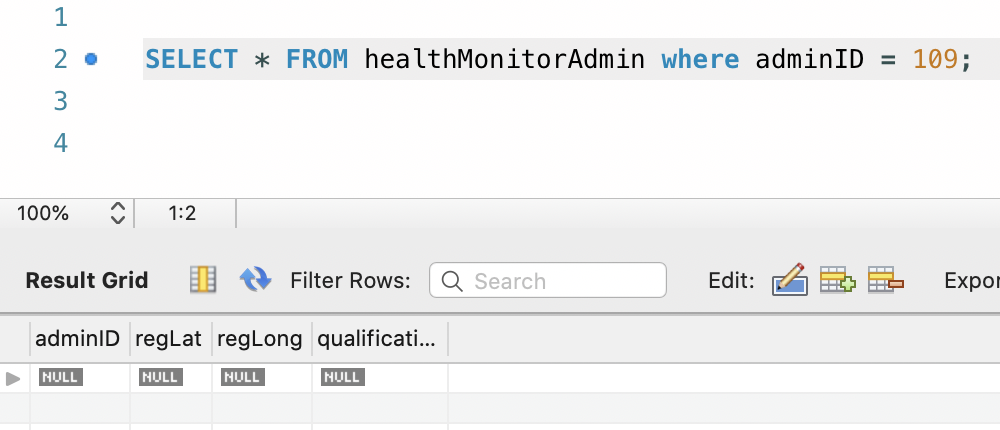 1
2 SELECT * FROM healthMonitorAdmin where adminID = 109;
3
4
100% 1:2
Result Grid Filter Rows: Search Edit: Expor
adminID regLat regLong qualificati...
NULL NULL NULL NULL